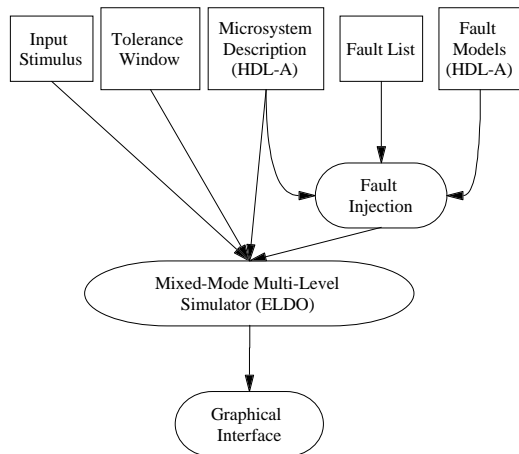 Input
Stimulus
Tolerance
Window
Microsystem
Description
(HDL-A)
Fault List
Fault
Models
(HDL-A)
Fault
Injection
Mixed-Mode Multi-Level
Simulator (ELDO)
Graphical
Interface